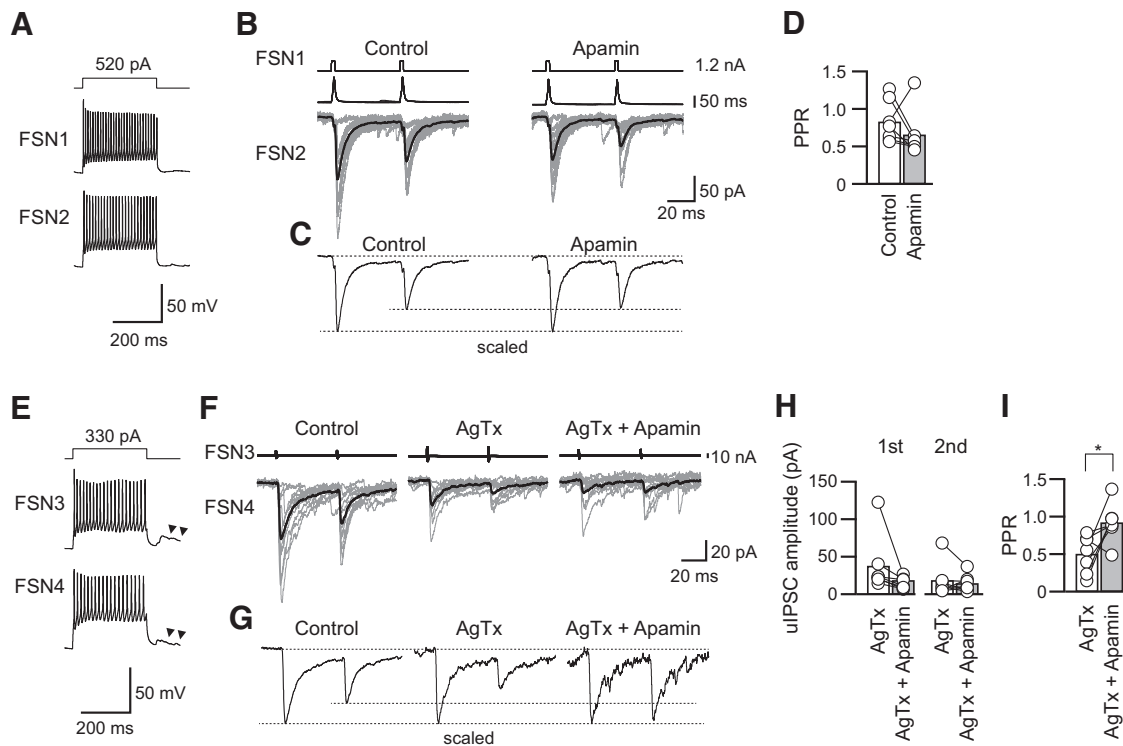 A
520 pA
FSN1
FSN2
50 mV
200 ms
B
Control
Apamin
FSN1
1.2 nA
50 ms
FSN2
50 pA
20 ms
C
Control
Apamin
scaled
D
1.5
1.0
0.5
0
PPR
Control
Apamin
E
330 pA
FSN3
FSN4
50 mV
200 ms
F
Control
AgTx
AgTx + Apamin
FSN3
10 nA
FSN4
20 pA
20 ms
G
Control
AgTx
AgTx + Apamin
scaled
H
uIPSC amplitude (pA)
1st
2nd
150
100
50
0
AgTx
AgTx + Apamin
AgTx
AgTx + Apamin
I
*
1.5
1.0
0.5
0
PPR
AgTx
AgTx + Apamin